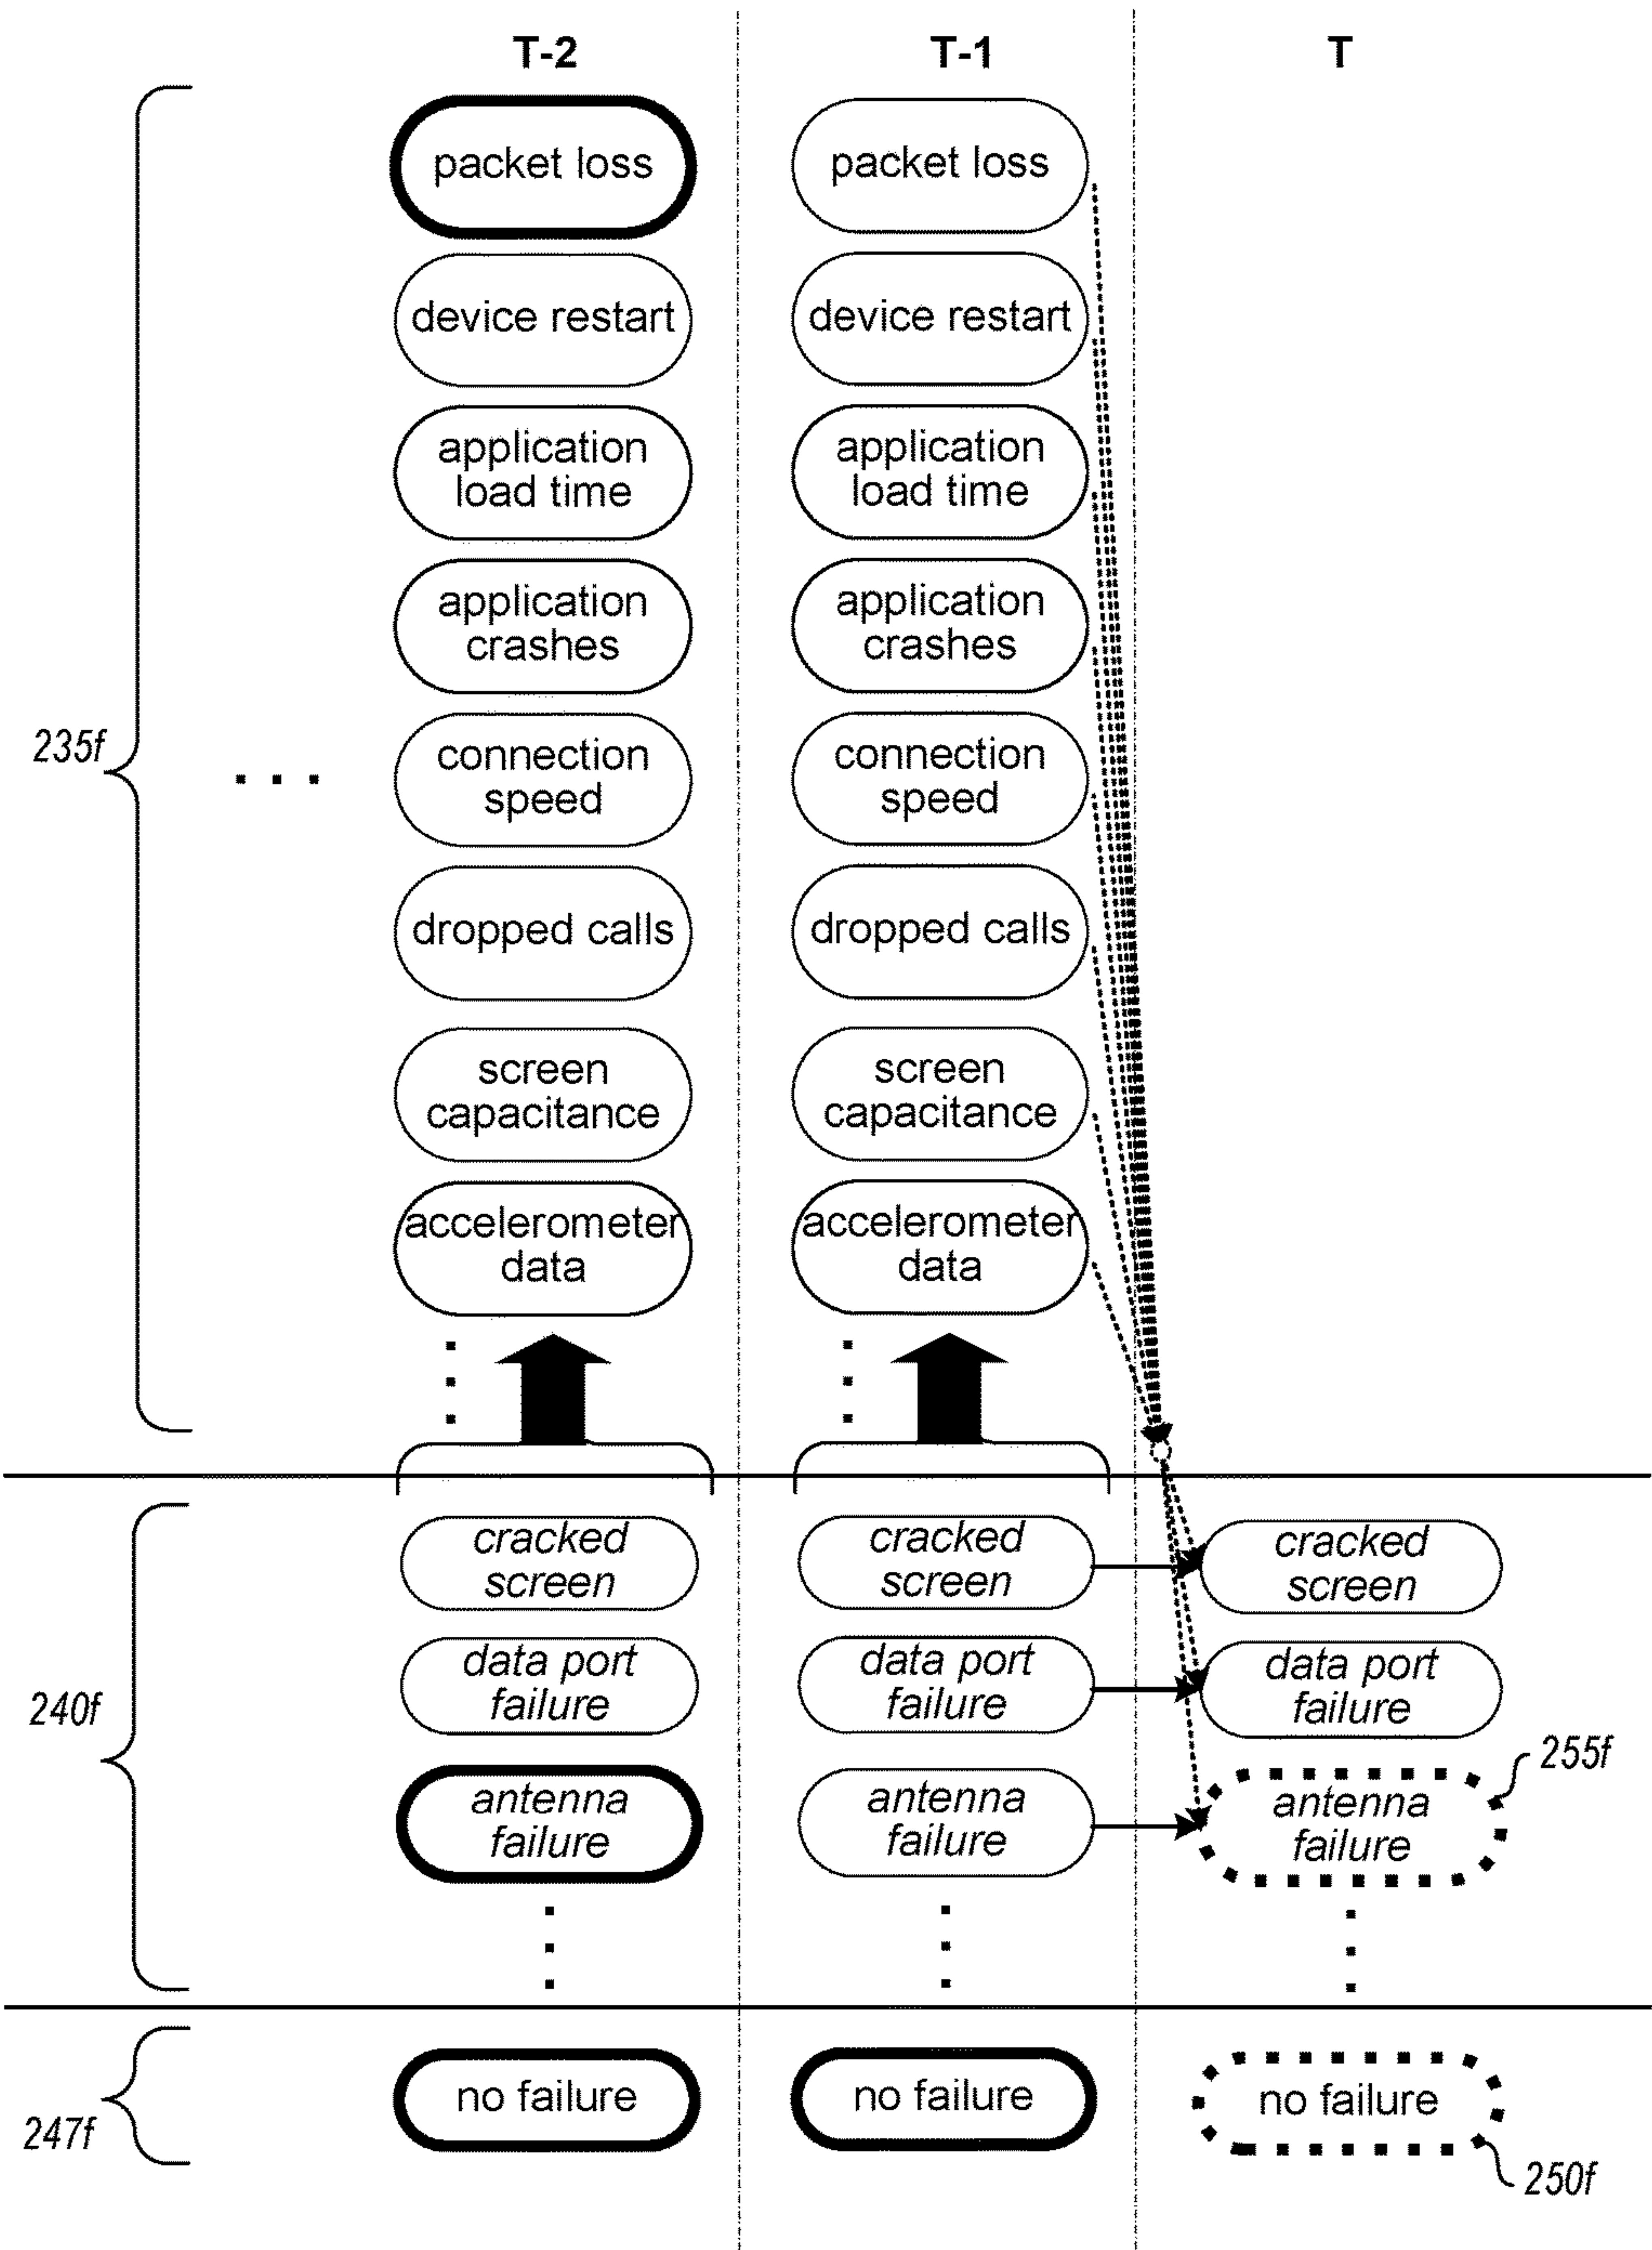 T-2 T-1 T
packet loss packet loss
device restart device restart
application application
load time load time
application application
crashes crashes
235f
connection connection
speed speed
. . .
dropped calls dropped calls
screen screen
capacitance capacitance
accelerometer accelerometer
data data
cracked cracked cracked
screen screen screen
data port data port data port
failure failure failure
240f
255f
antenna antenna antenna
failure failure failure
no failure no failure no failure
247f
250f